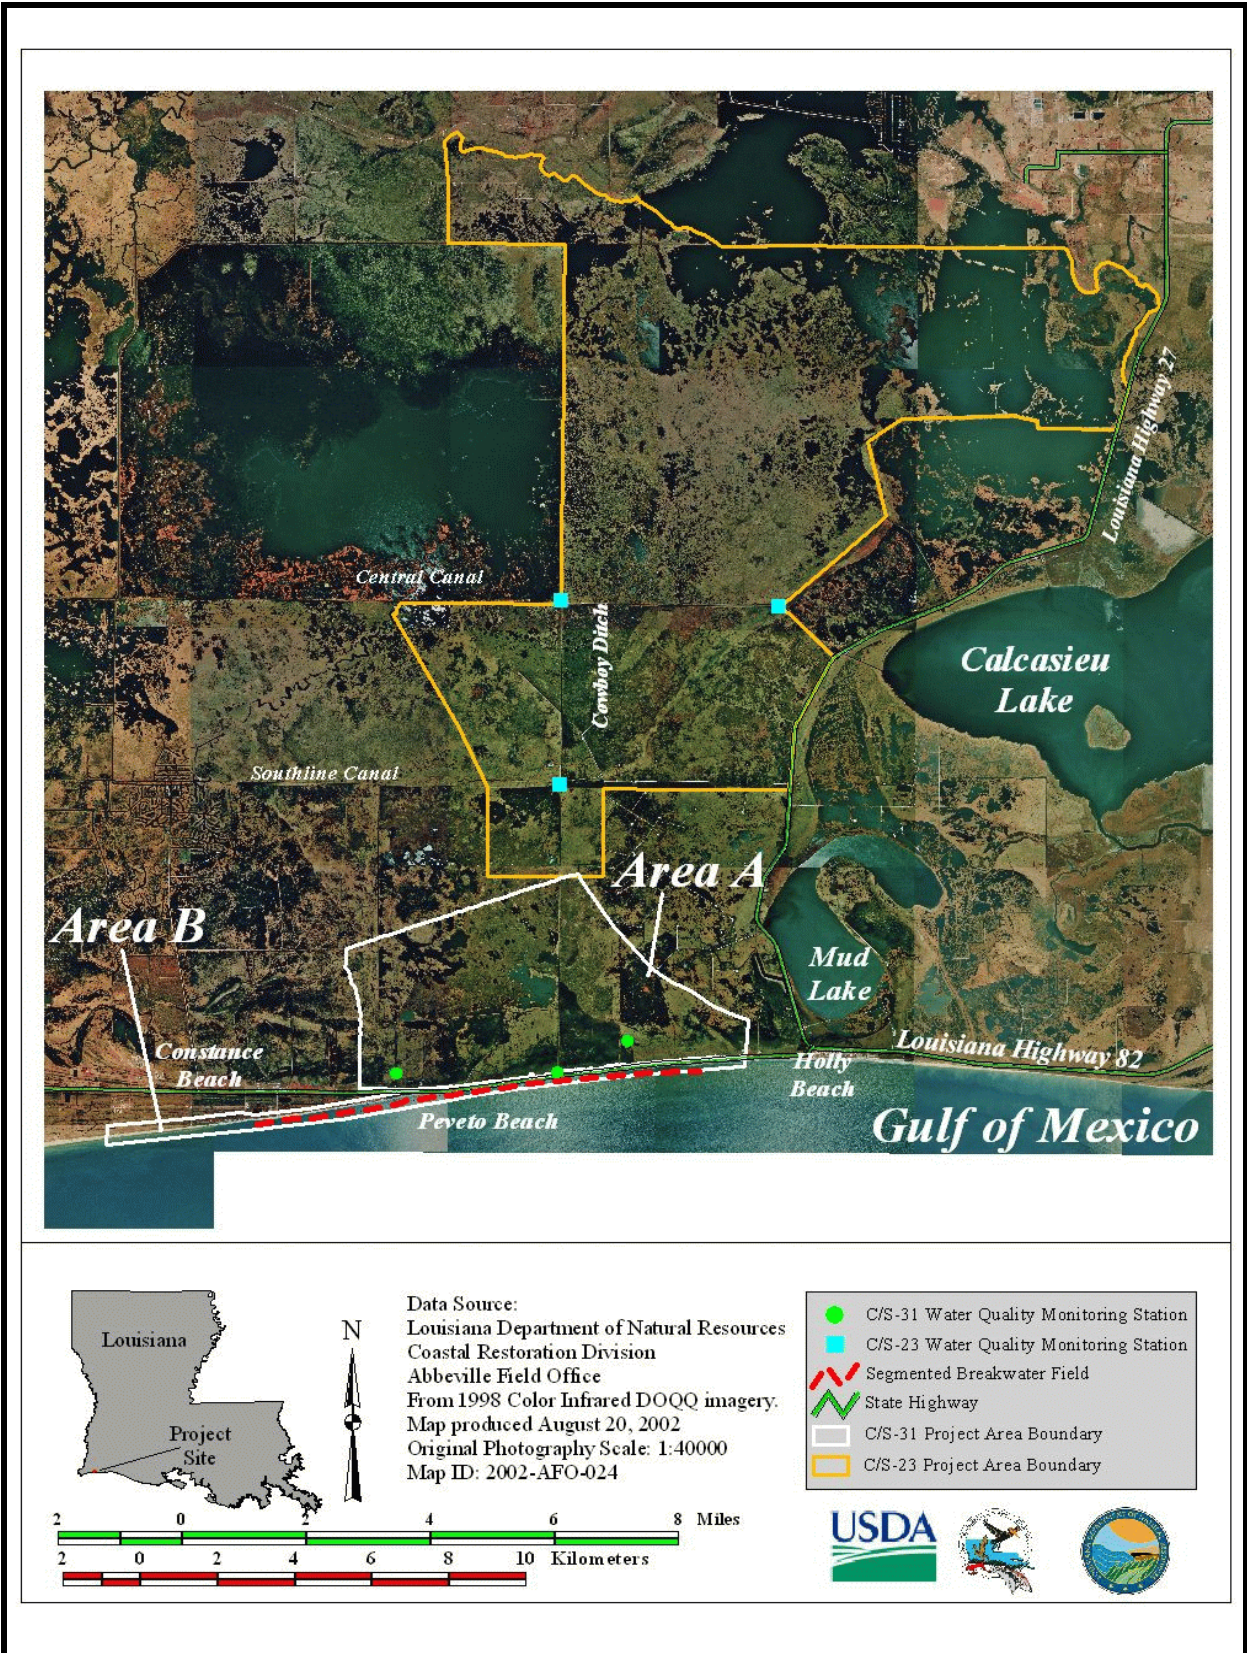 Louisiana Highway 27
Central Canal
Cowboy Ditch
Calcasieu
Lake
Southline Canal
Area A
Area B
Mud
Lake
Constance
Beach
Louisiana Highway 82
Holly
Beach
Peveto Beach
Gulf of Mexico
Louisiana
Project
Site
N
Data Source:
Louisiana Department of Natural Resources
Coastal Restoration Division
Abbeville Field Office
From 1998 Color Infrared DOQQ imagery.
Map produced August 20, 2002
Original Photography Scale: 1:40000
Map ID: 2002-AFO-024
C/S-31 Water Quality Monitoring Station
C/S-23 Water Quality Monitoring Station
Segmented Breakwater Field
State Highway
C/S-31 Project Area Boundary
C/S-23 Project Area Boundary
2 0 2 4 6 8 Miles
2 0 2 4 6 8 10 Kilometers
USDA